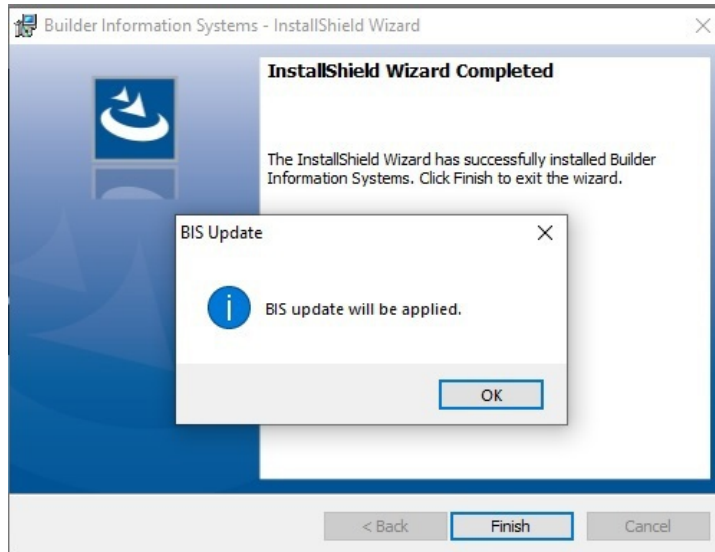 Builder Information Systems - InstallShield Wizard
InstallShield Wizard Completed
The InstallShield Wizard has successfully installed Builder
Information Systems. Click Finish to exit the wizard.
BIS Update
BIS update will be applied.
OK
< Back
Finish
Cancel